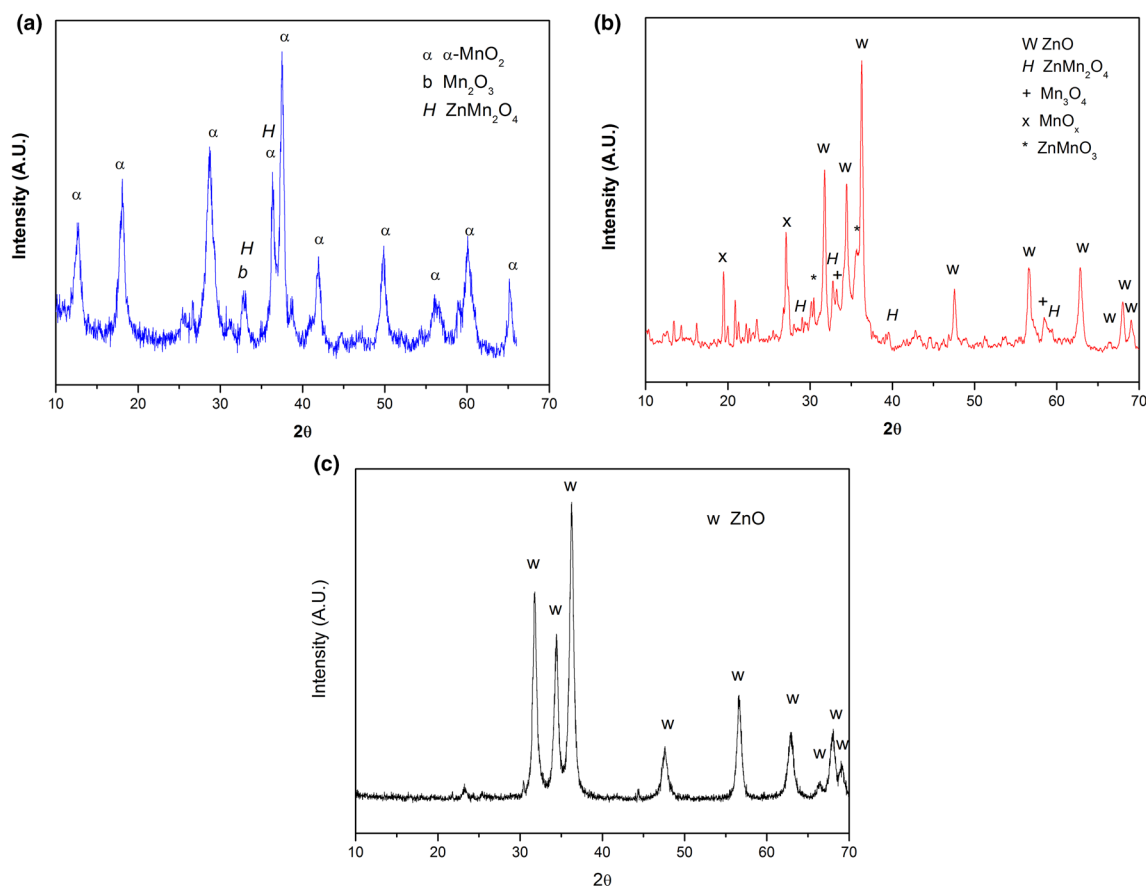 (a)
α α-MnO2
b Mn2O3
H ZnMn2O4
α
α
α
H
b
H
α
α
α
α
α
α
α
Intensity (A.U.)
10 20 30 40 50 60 70
2θ
(b)
W ZnO
H ZnMn2O4
+ Mn3O4
x MnOx
* ZnMnO3
x
x
H
*
W
H
+
W
*
W
H
W
W
+
H
W
W
W
W
Intensity (A.U.)
10 20 30 40 50 60 70
2θ
(c)
w ZnO
w
w
w
w
w
w
w
w
w
Intensity (A.U.)
10 20 30 40 50 60 70
2θ